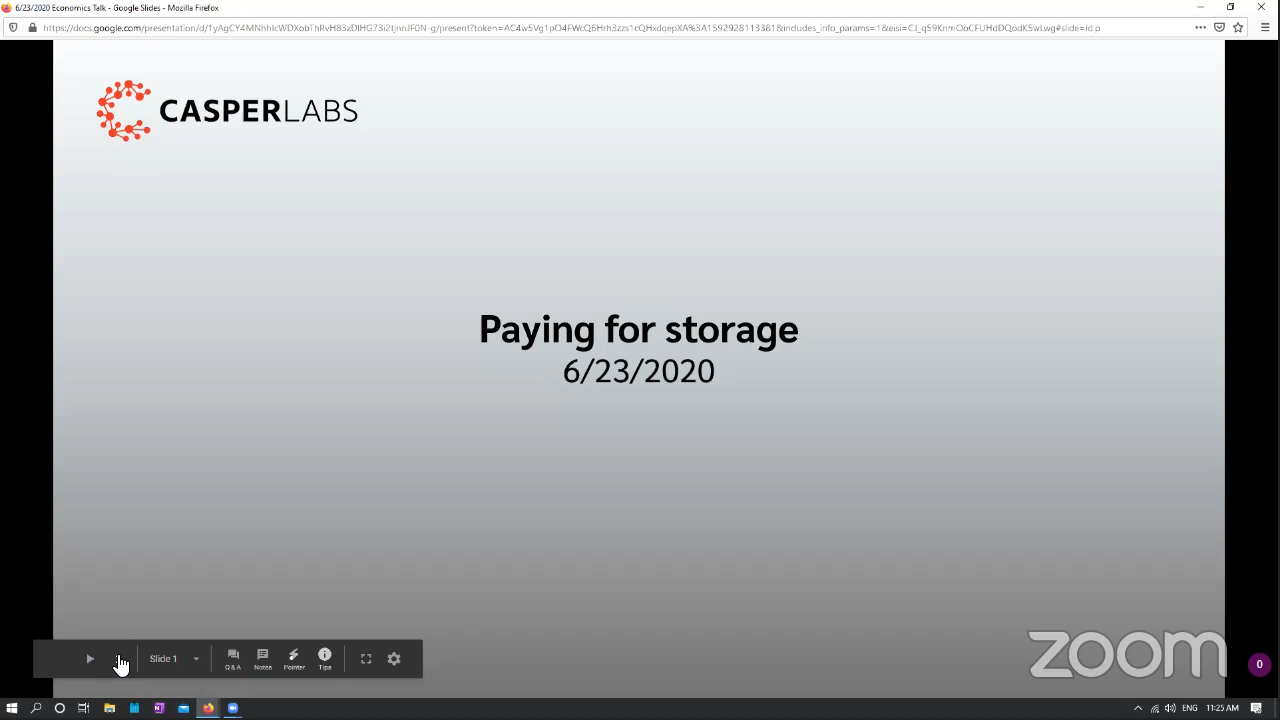 6/23/2020 Economics Talk - Google Slides - Mozilla Firefox
CASPERLABS
Paying for storage
6/23/2020
Slide 1
Q & A
Notes
Pointer
Tips
zoom
0
ENG
11:25 AM